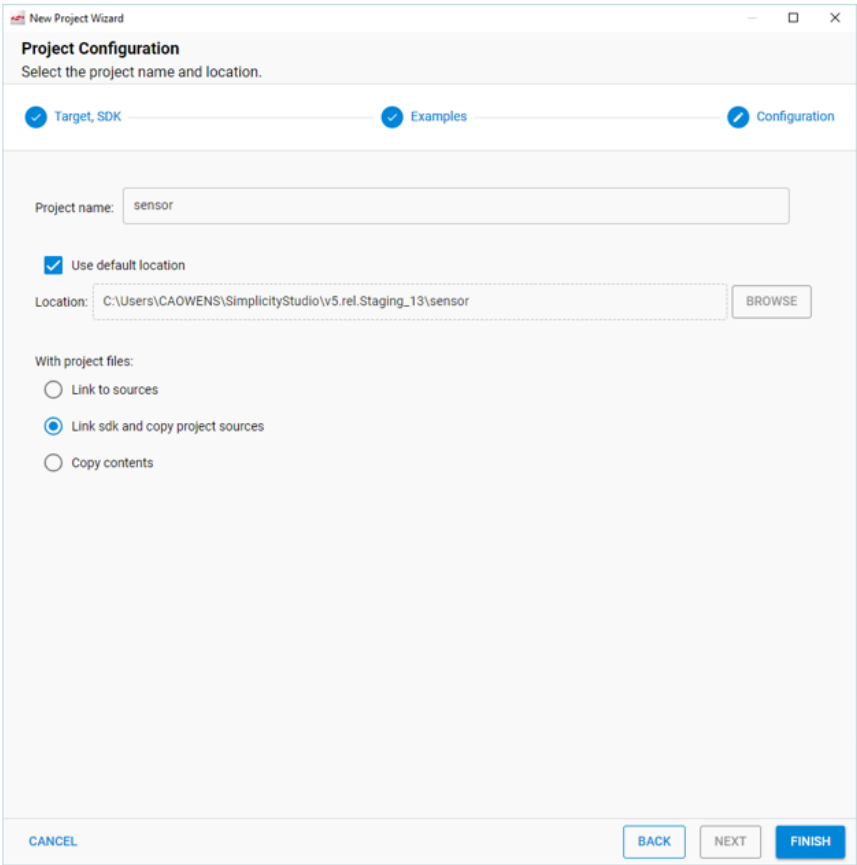 New Project Wizard
Project Configuration
Select the project name and location.
Target, SDK Examples Configuration
Project name: sensor
Use default location
Location: C:\Users\CAOWENS\SimplicityStudio\v5.rel.Staging_13\sensor BROWSE
With project files:
Link to sources
Link sdk and copy project sources
Copy contents
CANCEL BACK NEXT FINISH